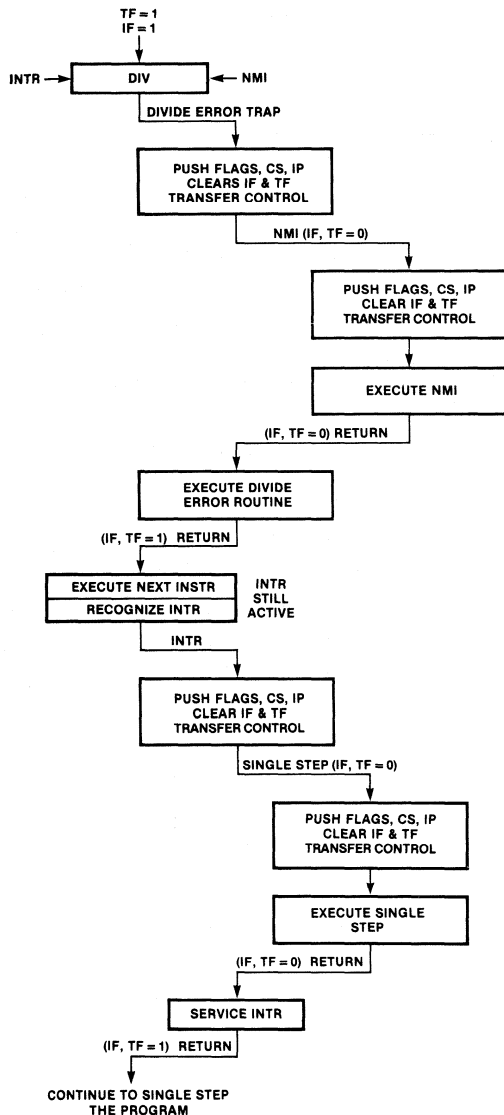 TF = 1
IF = 1
INTR
DIV
NMI
DIVIDE ERROR TRAP
PUSH FLAGS, CS, IP
CLEARS IF & TF
TRANSFER CONTROL
NMI (IF, TF = 0)
PUSH FLAGS, CS, IP
CLEAR IF & TF
TRANSFER CONTROL
EXECUTE NMI
(IF, TF = 0) RETURN
EXECUTE DIVIDE
ERROR ROUTINE
(IF, TF = 1) RETURN
EXECUTE NEXT INSTR
RECOGNIZE INTR
INTR
STILL
ACTIVE
INTR
PUSH FLAGS, CS, IP
CLEAR IF & TF
TRANSFER CONTROL
SINGLE STEP (IF, TF = 0)
PUSH FLAGS, CS, IP
CLEAR IF & TF
TRANSFER CONTROL
EXECUTE SINGLE
STEP
(IF, TF = 0) RETURN
SERVICE INTR
(IF, TF = 1) RETURN
CONTINUE TO SINGLE STEP
THE PROGRAM